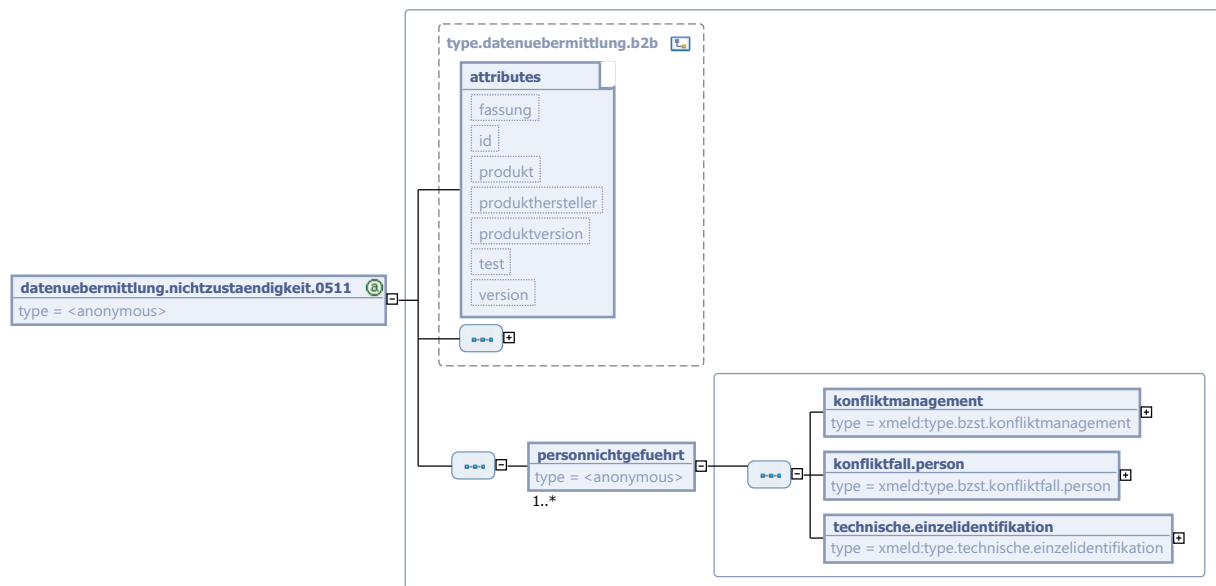 type.datenuebermittlung.b2b
attributes
fassung
id
produkt
produkthersteller
produktversion
test
version
datenuebermittlung.nichtzustaendigkeit.0511 a
type = <anonymous>
personnichtgefuehrt
type = <anonymous>
1..*
konfliktmanagement
type = xmeld:type.bzst.konfliktmanagement
konfliktfall.person
type = xmeld:type.bzst.konfliktfall.person
technische.einzelidentifikation
type = xmeld:type.technische.einzelidentifikation